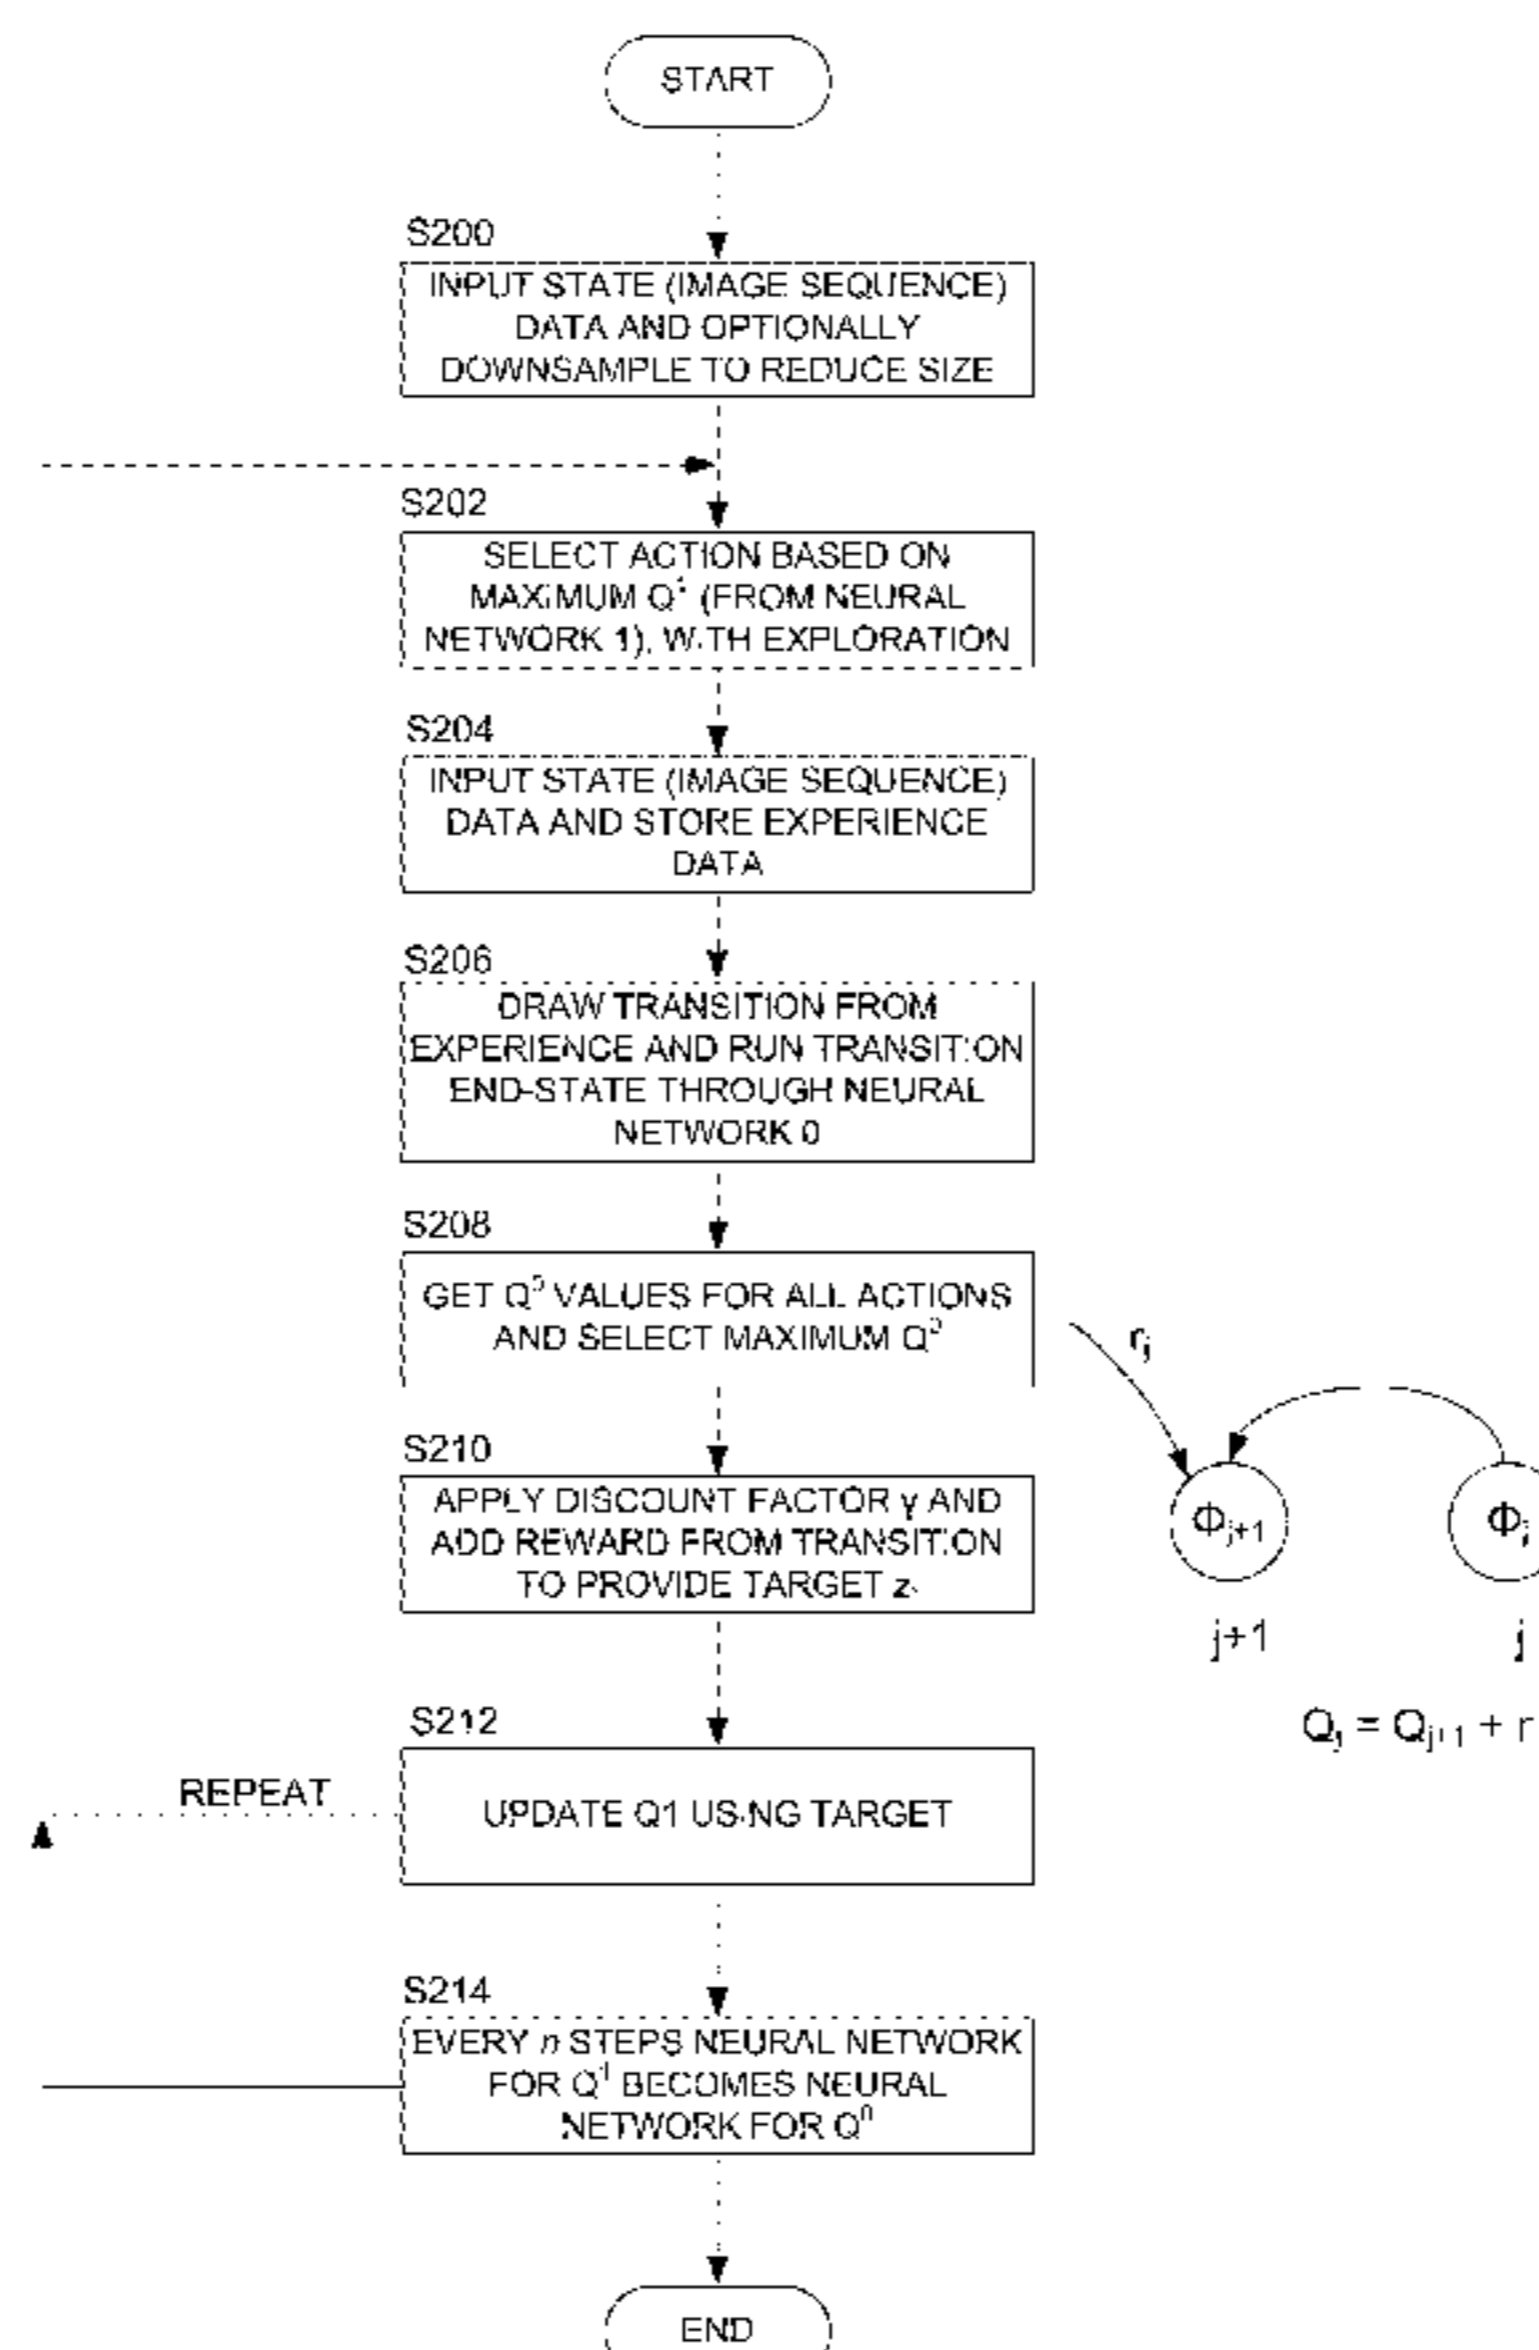 START
S200
INPUT STATE (IMAGE SEQUENCE)
DATA AND OPTIONALLY
DOWNSAMPLE TO REDUCE SIZE
S202
SELECT ACTION BASED ON
MAXIMUM Q¹ (FROM NEURAL
NETWORK 1), WITH EXPLORATION
S204
INPUT STATE (IMAGE SEQUENCE)
DATA AND STORE EXPERIENCE
DATA
S206
DRAW TRANSITION FROM
EXPERIENCE AND RUN TRANSITION
END-STATE THROUGH NEURAL
NETWORK 0
S208
GET Q⁰ VALUES FOR ALL ACTIONS
AND SELECT MAXIMUM Q⁰
rⱼ
S210
APPLY DISCOUNT FACTOR γ AND
ADD REWARD FROM TRANSITION
TO PROVIDE TARGET z.
Φⱼ₊₁
Φⱼ
j+1
j
Qⱼ = Qⱼ₊₁ + r
S212
UPDATE Q1 USING TARGET
REPEAT
S214
EVERY n STEPS NEURAL NETWORK
FOR Q¹ BECOMES NEURAL
NETWORK FOR Q⁰
END